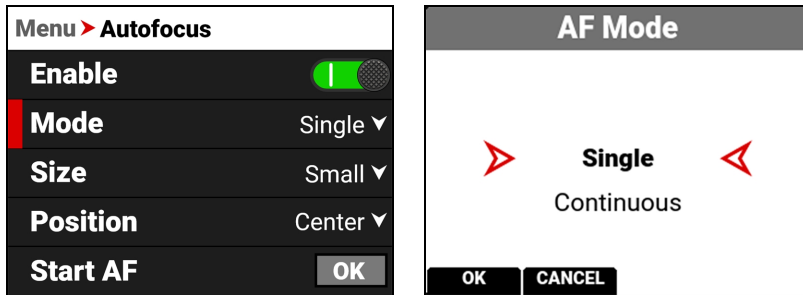 Menu > Autofocus
Enable
Mode Single
Size Small
Position Center
Start AF OK
AF Mode
Single
Continuous
OK CANCEL